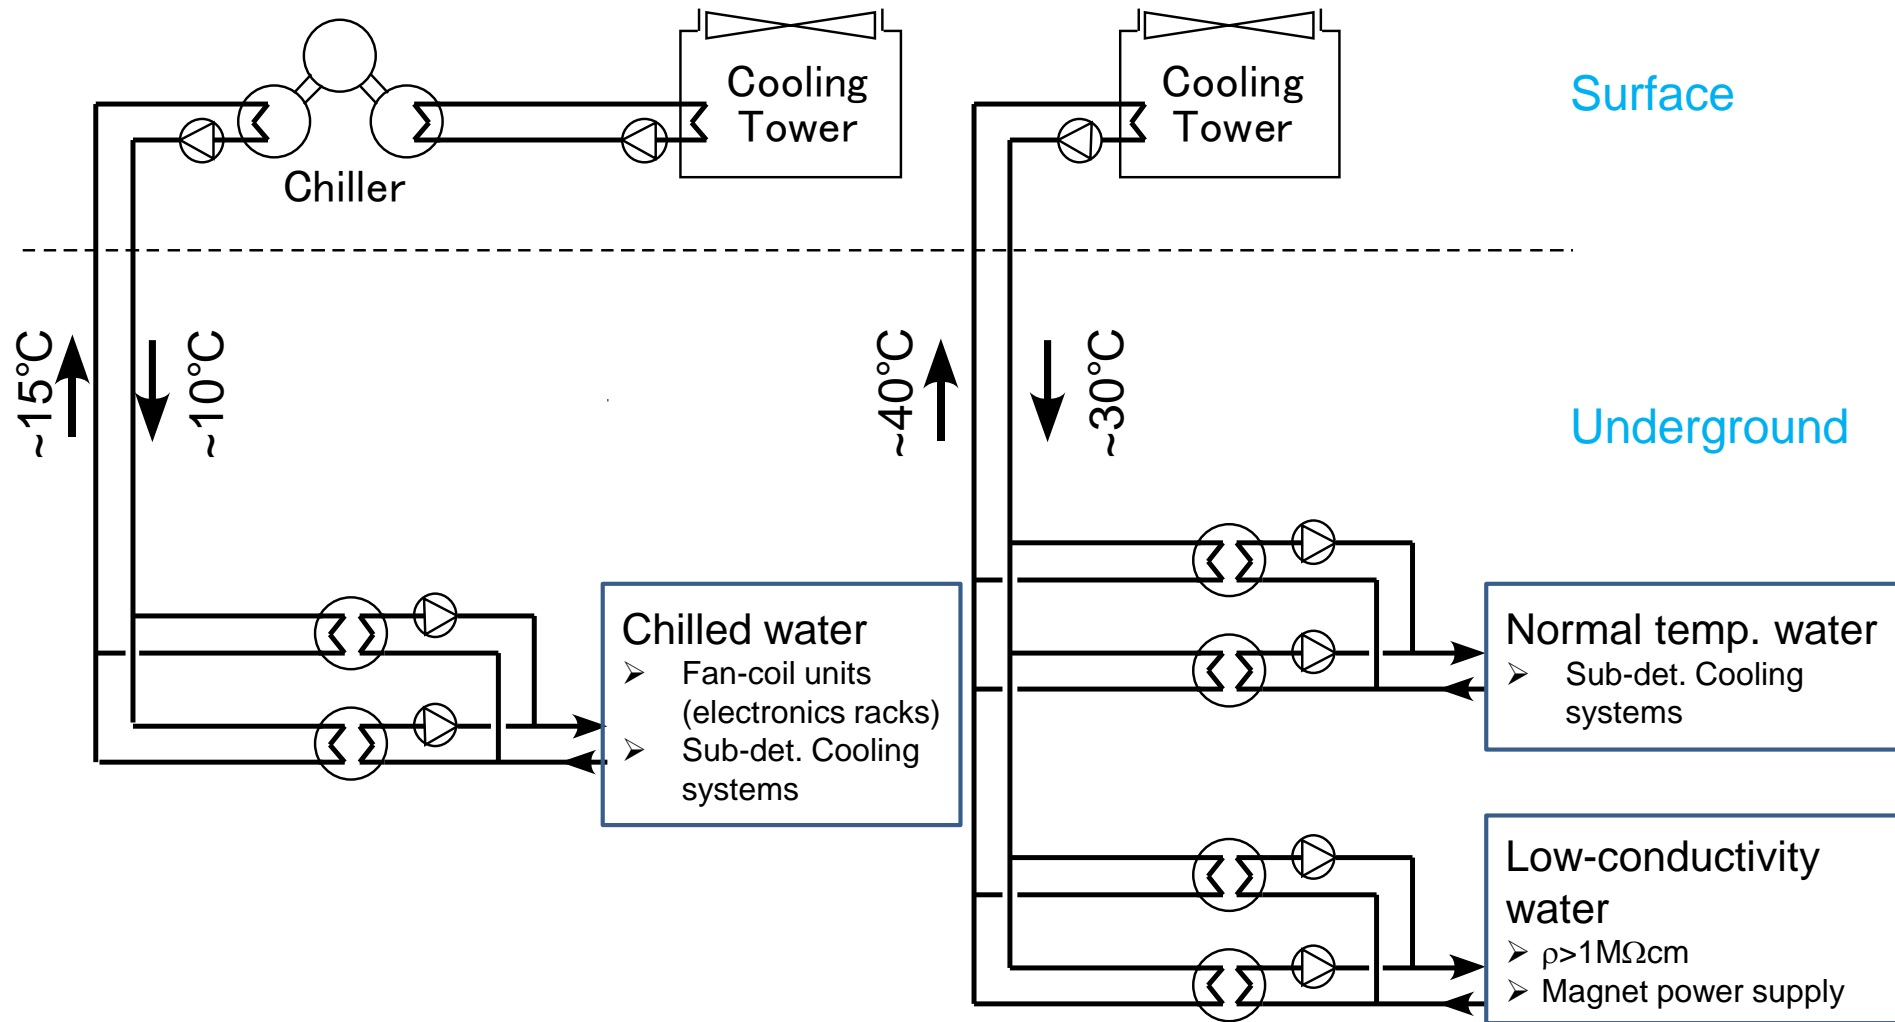 Cooling
Tower
Cooling
Tower
Surface
Chiller
~15℃
~10℃
~40℃
~30℃
Underground
Chilled water
➢ Fan-coil units
(electronics racks)
➢ Sub-det. Cooling
systems
Normal temp. water
➢ Sub-det. Cooling
systems
Low-conductivity
water
➢ ρ>1MΩcm
➢ Magnet power supply